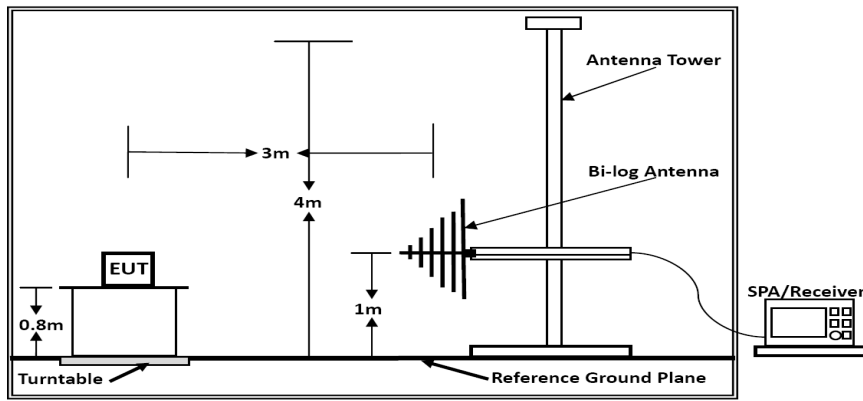 Antenna Tower
3m
Bi-log Antenna
4m
EUT
SPA/Receiver
1m
0.8m
Turntable
Reference Ground Plane